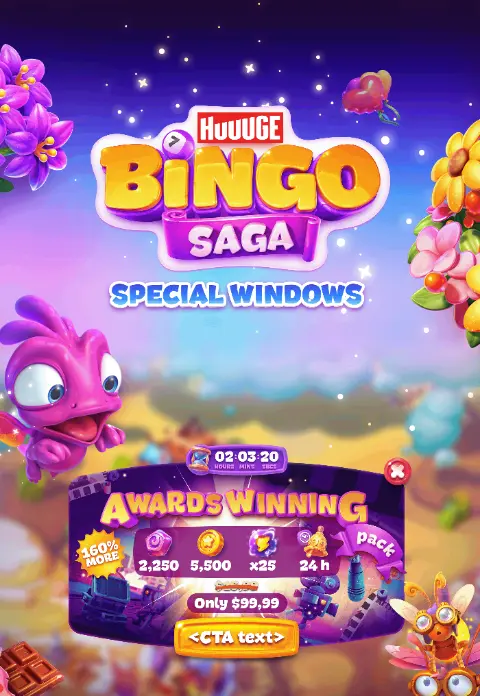 HUUUGE
7
BINGO
SAGA
SPECIAL WINDOWS
02:03:20
HOURS MINS SECS
AWARDS WINNING
pack
160%
MORE
2,250 5,500 x25 24 h
Only $99,99
<CTA text>